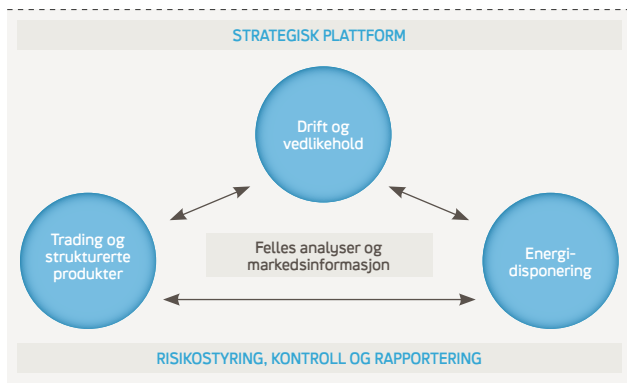 STRATEGISK PLATTFORM
Drift og
vedlikehold
Trading og
strukturerte
produkter
Felles analyser og
markedsinformasjon
Energi-
disponering
RISIKOSTYRING, KONTROLL OG RAPPORTERING